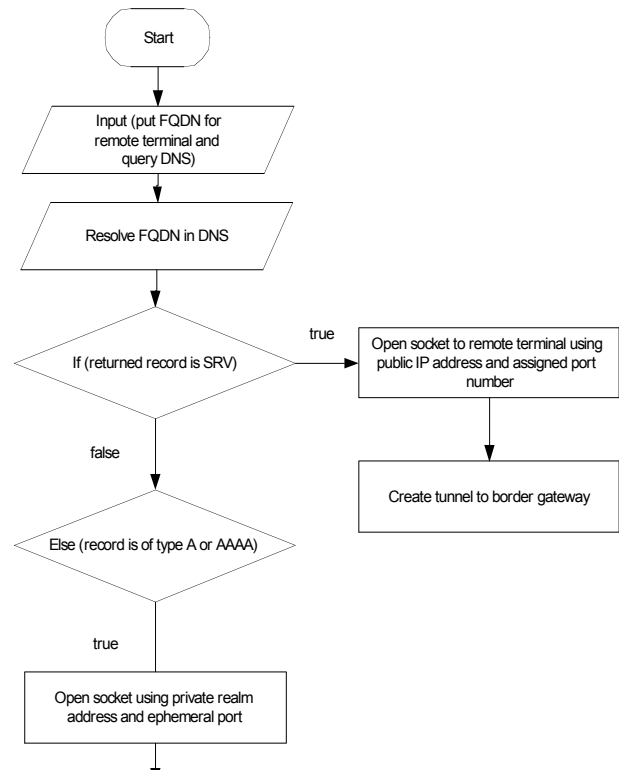 Start
Input (put FQDN for
remote terminal and
query DNS)
Resolve FQDN in DNS
If (returned record is SRV)
true
Open socket to remote terminal using
public IP address and assigned port
number
false
Create tunnel to border gateway
Else (record is of type A or AAAA)
true
Open socket using private realm
address and ephemeral port